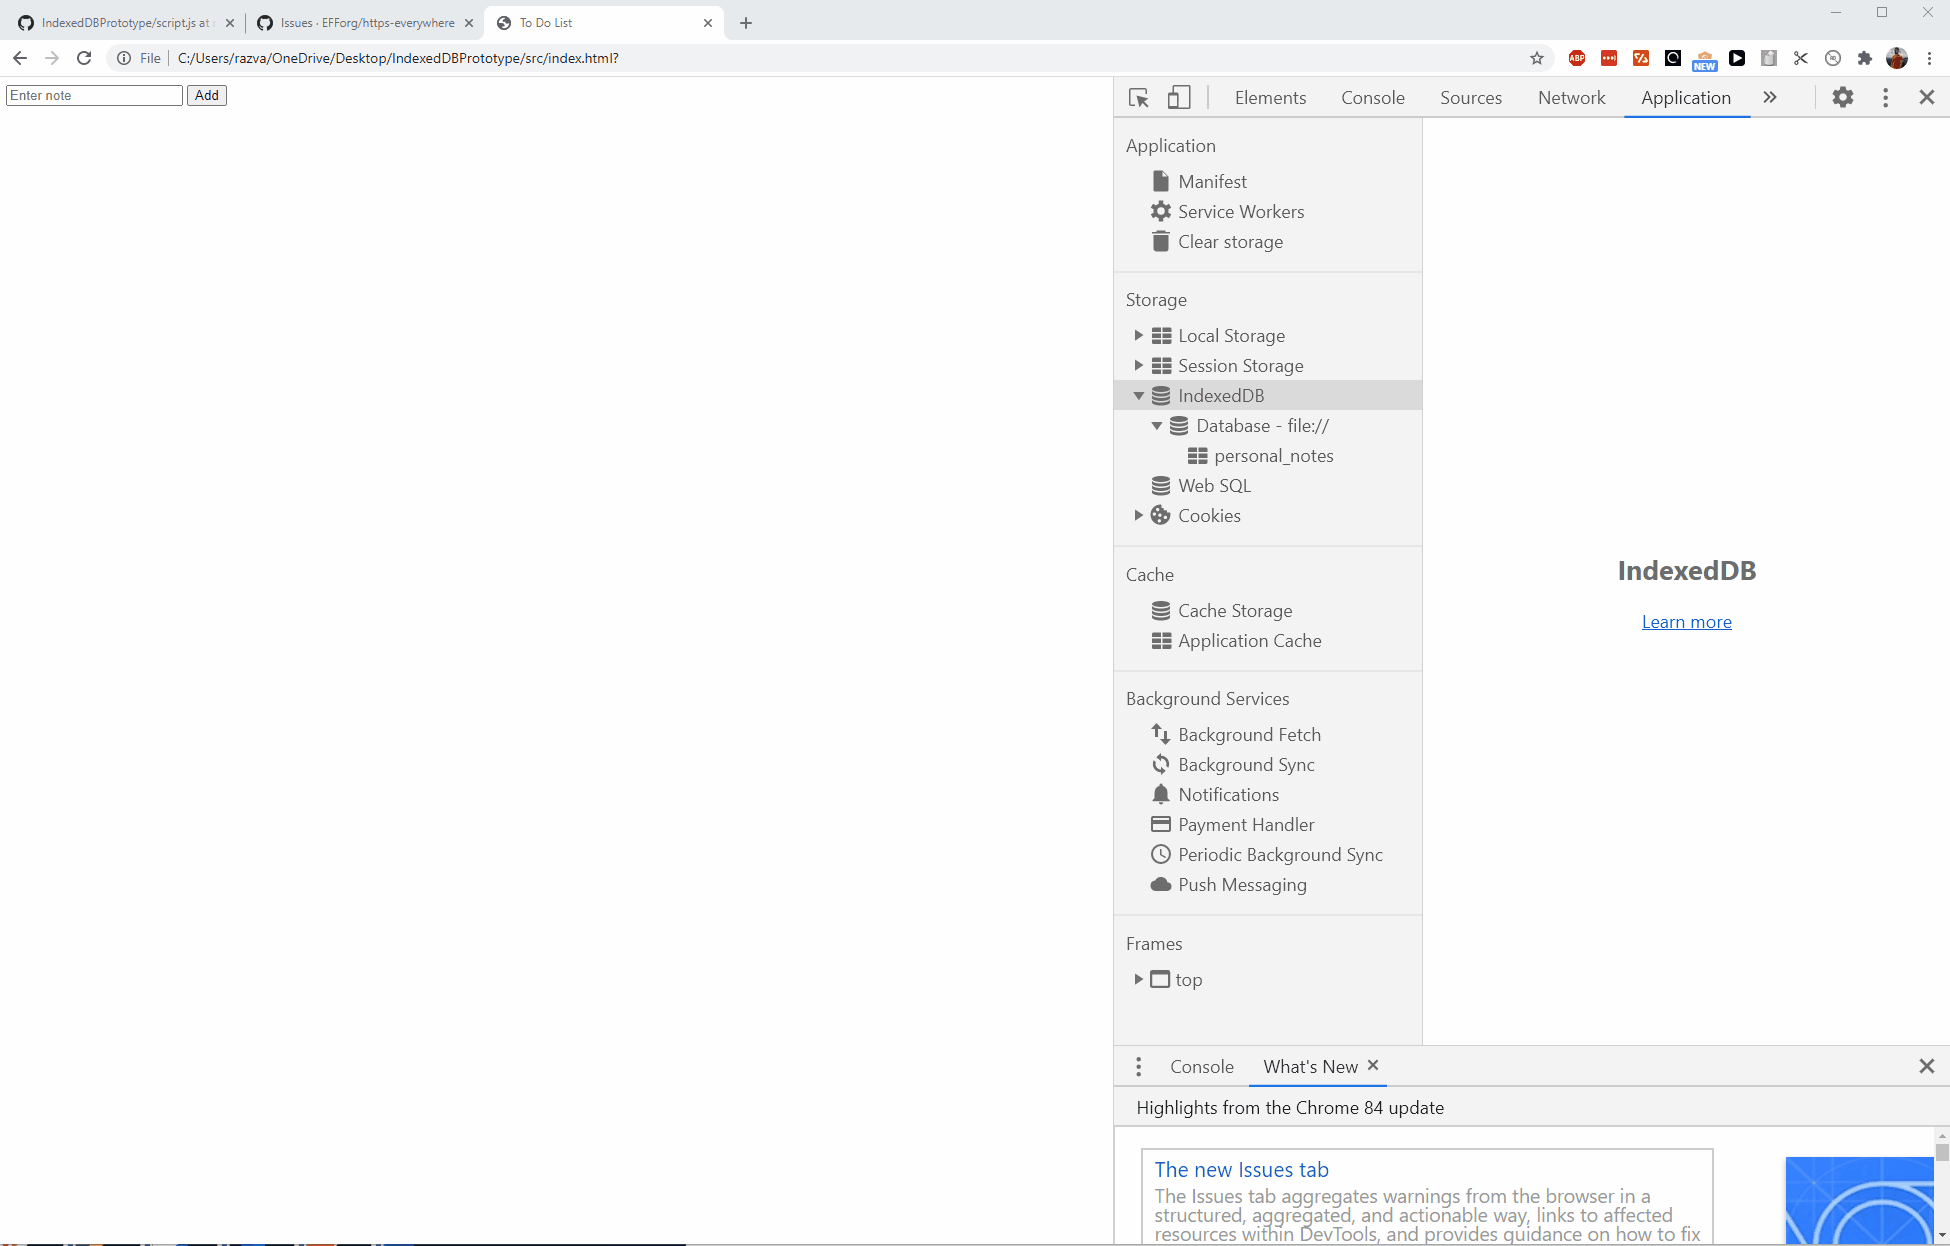 IndexedDBPrototype/script.js at
Issues · EFForg/https-everywhere
To Do List
File
C:/Users/razva/OneDrive/Desktop/IndexedDBPrototype/src/index.html?
ABP
NEW
Enter note
Add
Elements
Console
Sources
Network
Application
Application
Manifest
Service Workers
Clear storage
Storage
Local Storage
Session Storage
IndexedDB
Database - file://
personal_notes
Web SQL
Cookies
Cache
Cache Storage
Application Cache
Background Services
Background Fetch
Background Sync
Notifications
Payment Handler
Periodic Background Sync
Push Messaging
Frames
top
IndexedDB
Learn more
Console
What's New
Highlights from the Chrome 84 update
The new Issues tab
The Issues tab aggregates warnings from the browser in a
structured, aggregated, and actionable way, links to affected
resources within DevTools, and provides guidance on how to fix